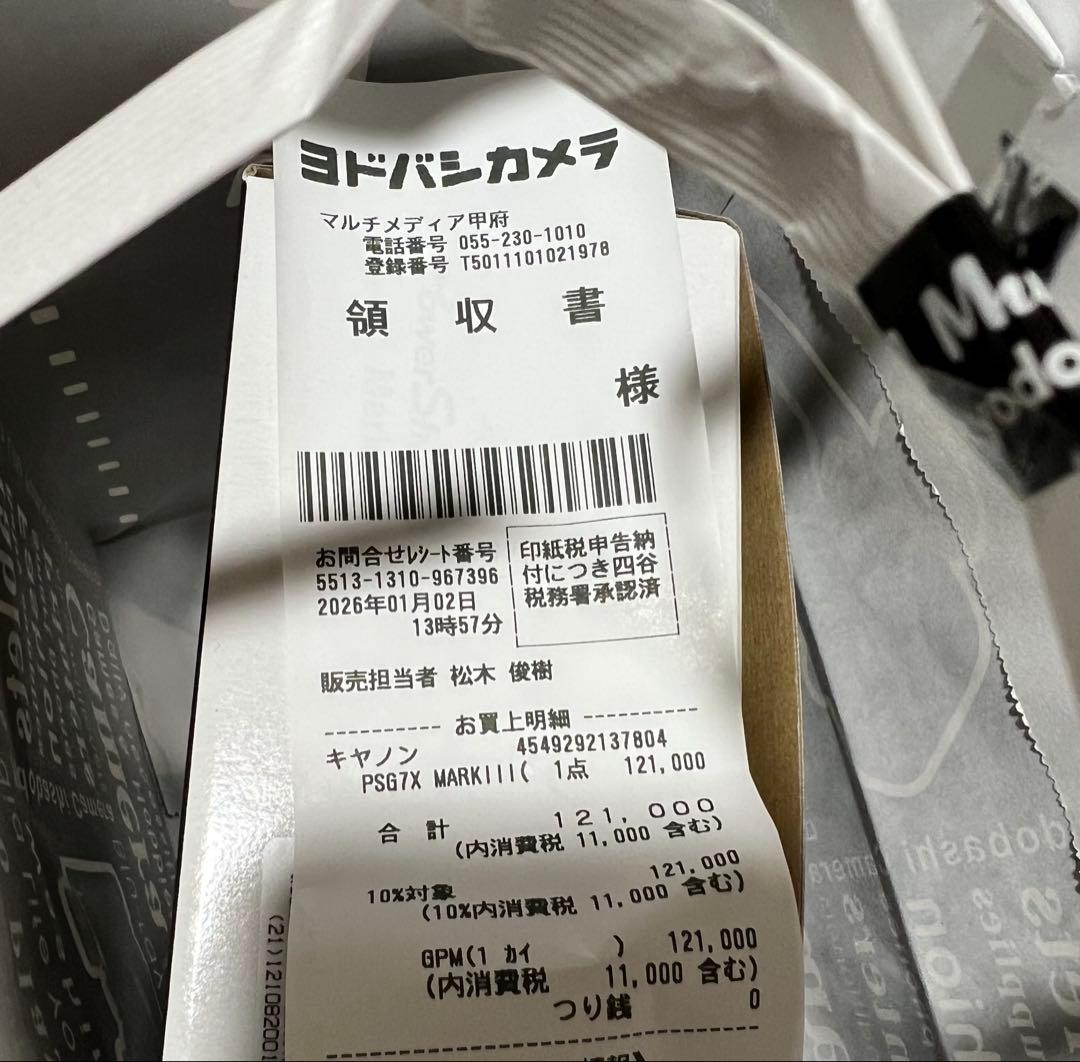 ヨドバシカメラ
マルチメディア甲府
電話番号 055-230-1010
登録番号 T5011101021978
領 収 書
様
お問合せレシート番号
5513-1310-967396
2026年01月02日
13時57分
印紙税申告納
付につき四谷
税務署承認済
販売担当者 松木 俊樹
---------- お買上明細 ----------
キヤノン 4549292137804
PSG7X MARKIII( 1点 121,000
合 計 121,000
(内消費税 11,000 含む)
10%対象 121,000
(10%内消費税 11,000 含む)
GPM(1 カイ ) 121,000
(内消費税 11,000 含む)
つり銭 0
(21)12108200
dobashi